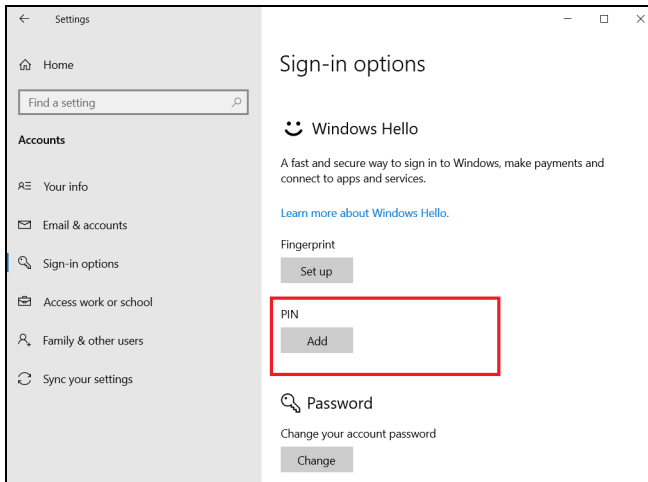 Settings
Home
Find a setting
Accounts
Your info
Email & accounts
Sign-in options
Access work or school
Family & other users
Sync your settings
Sign-in options
Windows Hello
A fast and secure way to sign in to Windows, make payments and
connect to apps and services.
Learn more about Windows Hello.
Fingerprint
Set up
PIN
Add
Password
Change your account password
Change